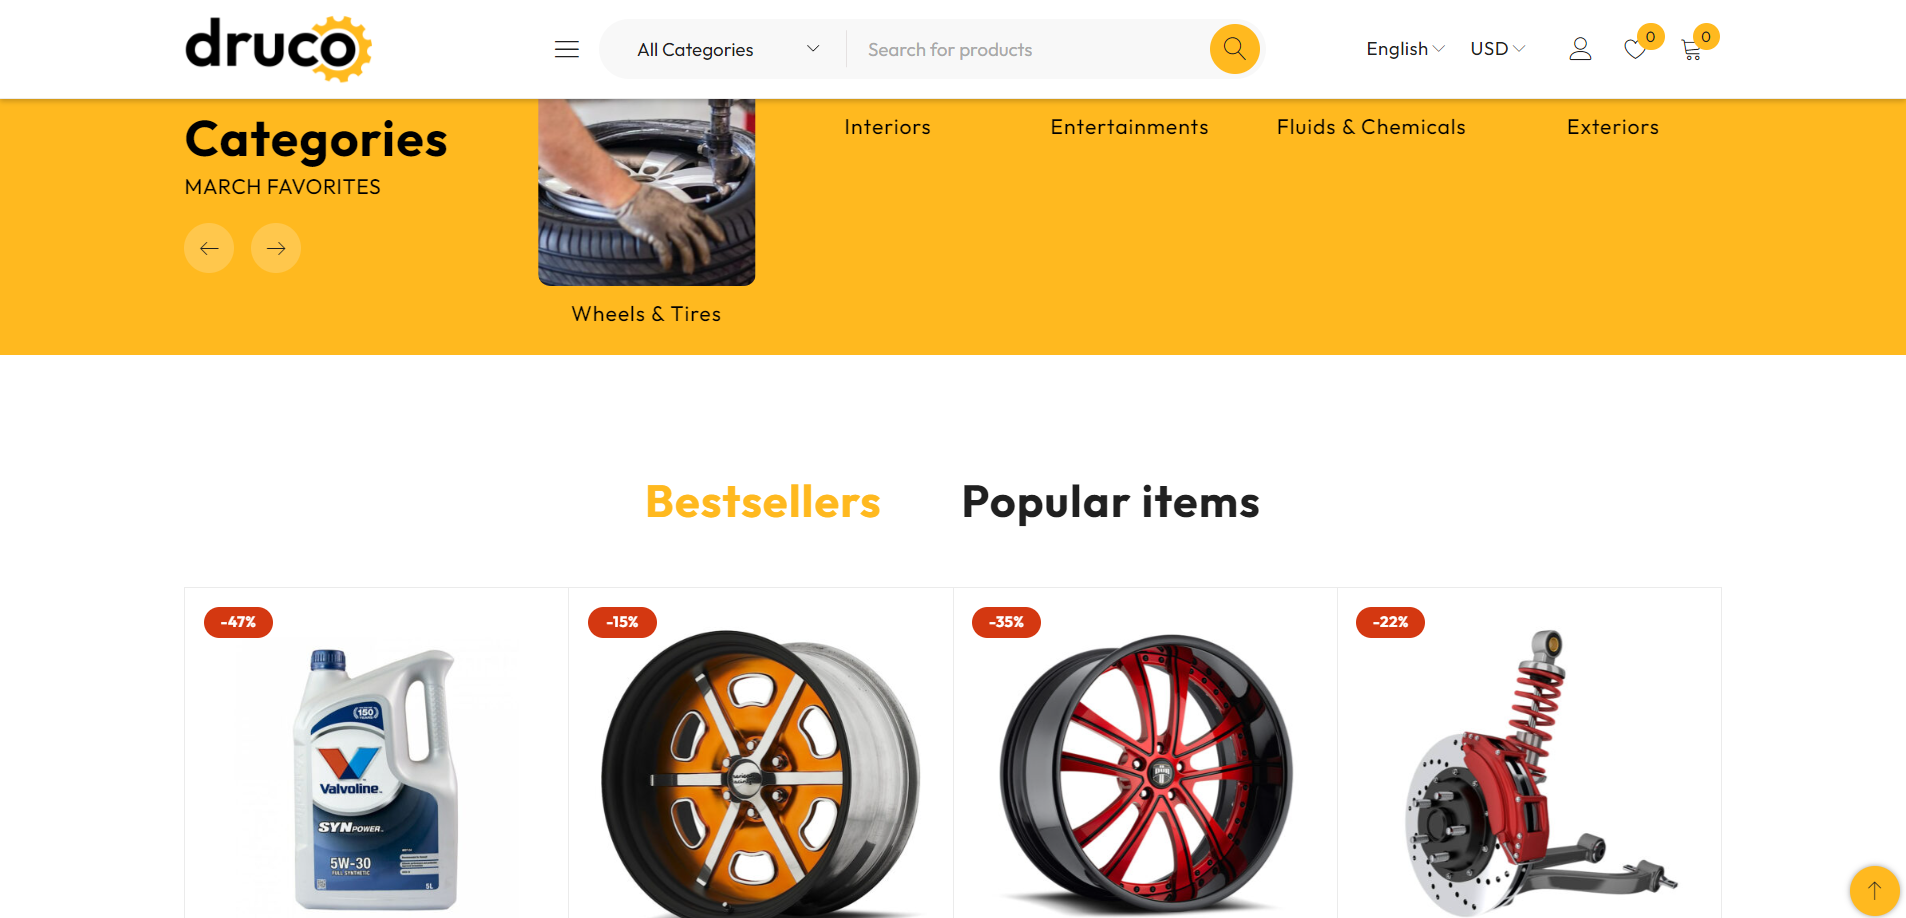 druco
All Categories
Search for products
English
USD
0
0
Categories
MARCH FAVORITES
Wheels & Tires
Interiors
Entertainments
Fluids & Chemicals
Exteriors
Bestsellers
Popular items
-47%
-15%
-35%
-22%
150
Valvoline
SYNPOWER
5W-30
FULL SYNTHETIC
5L